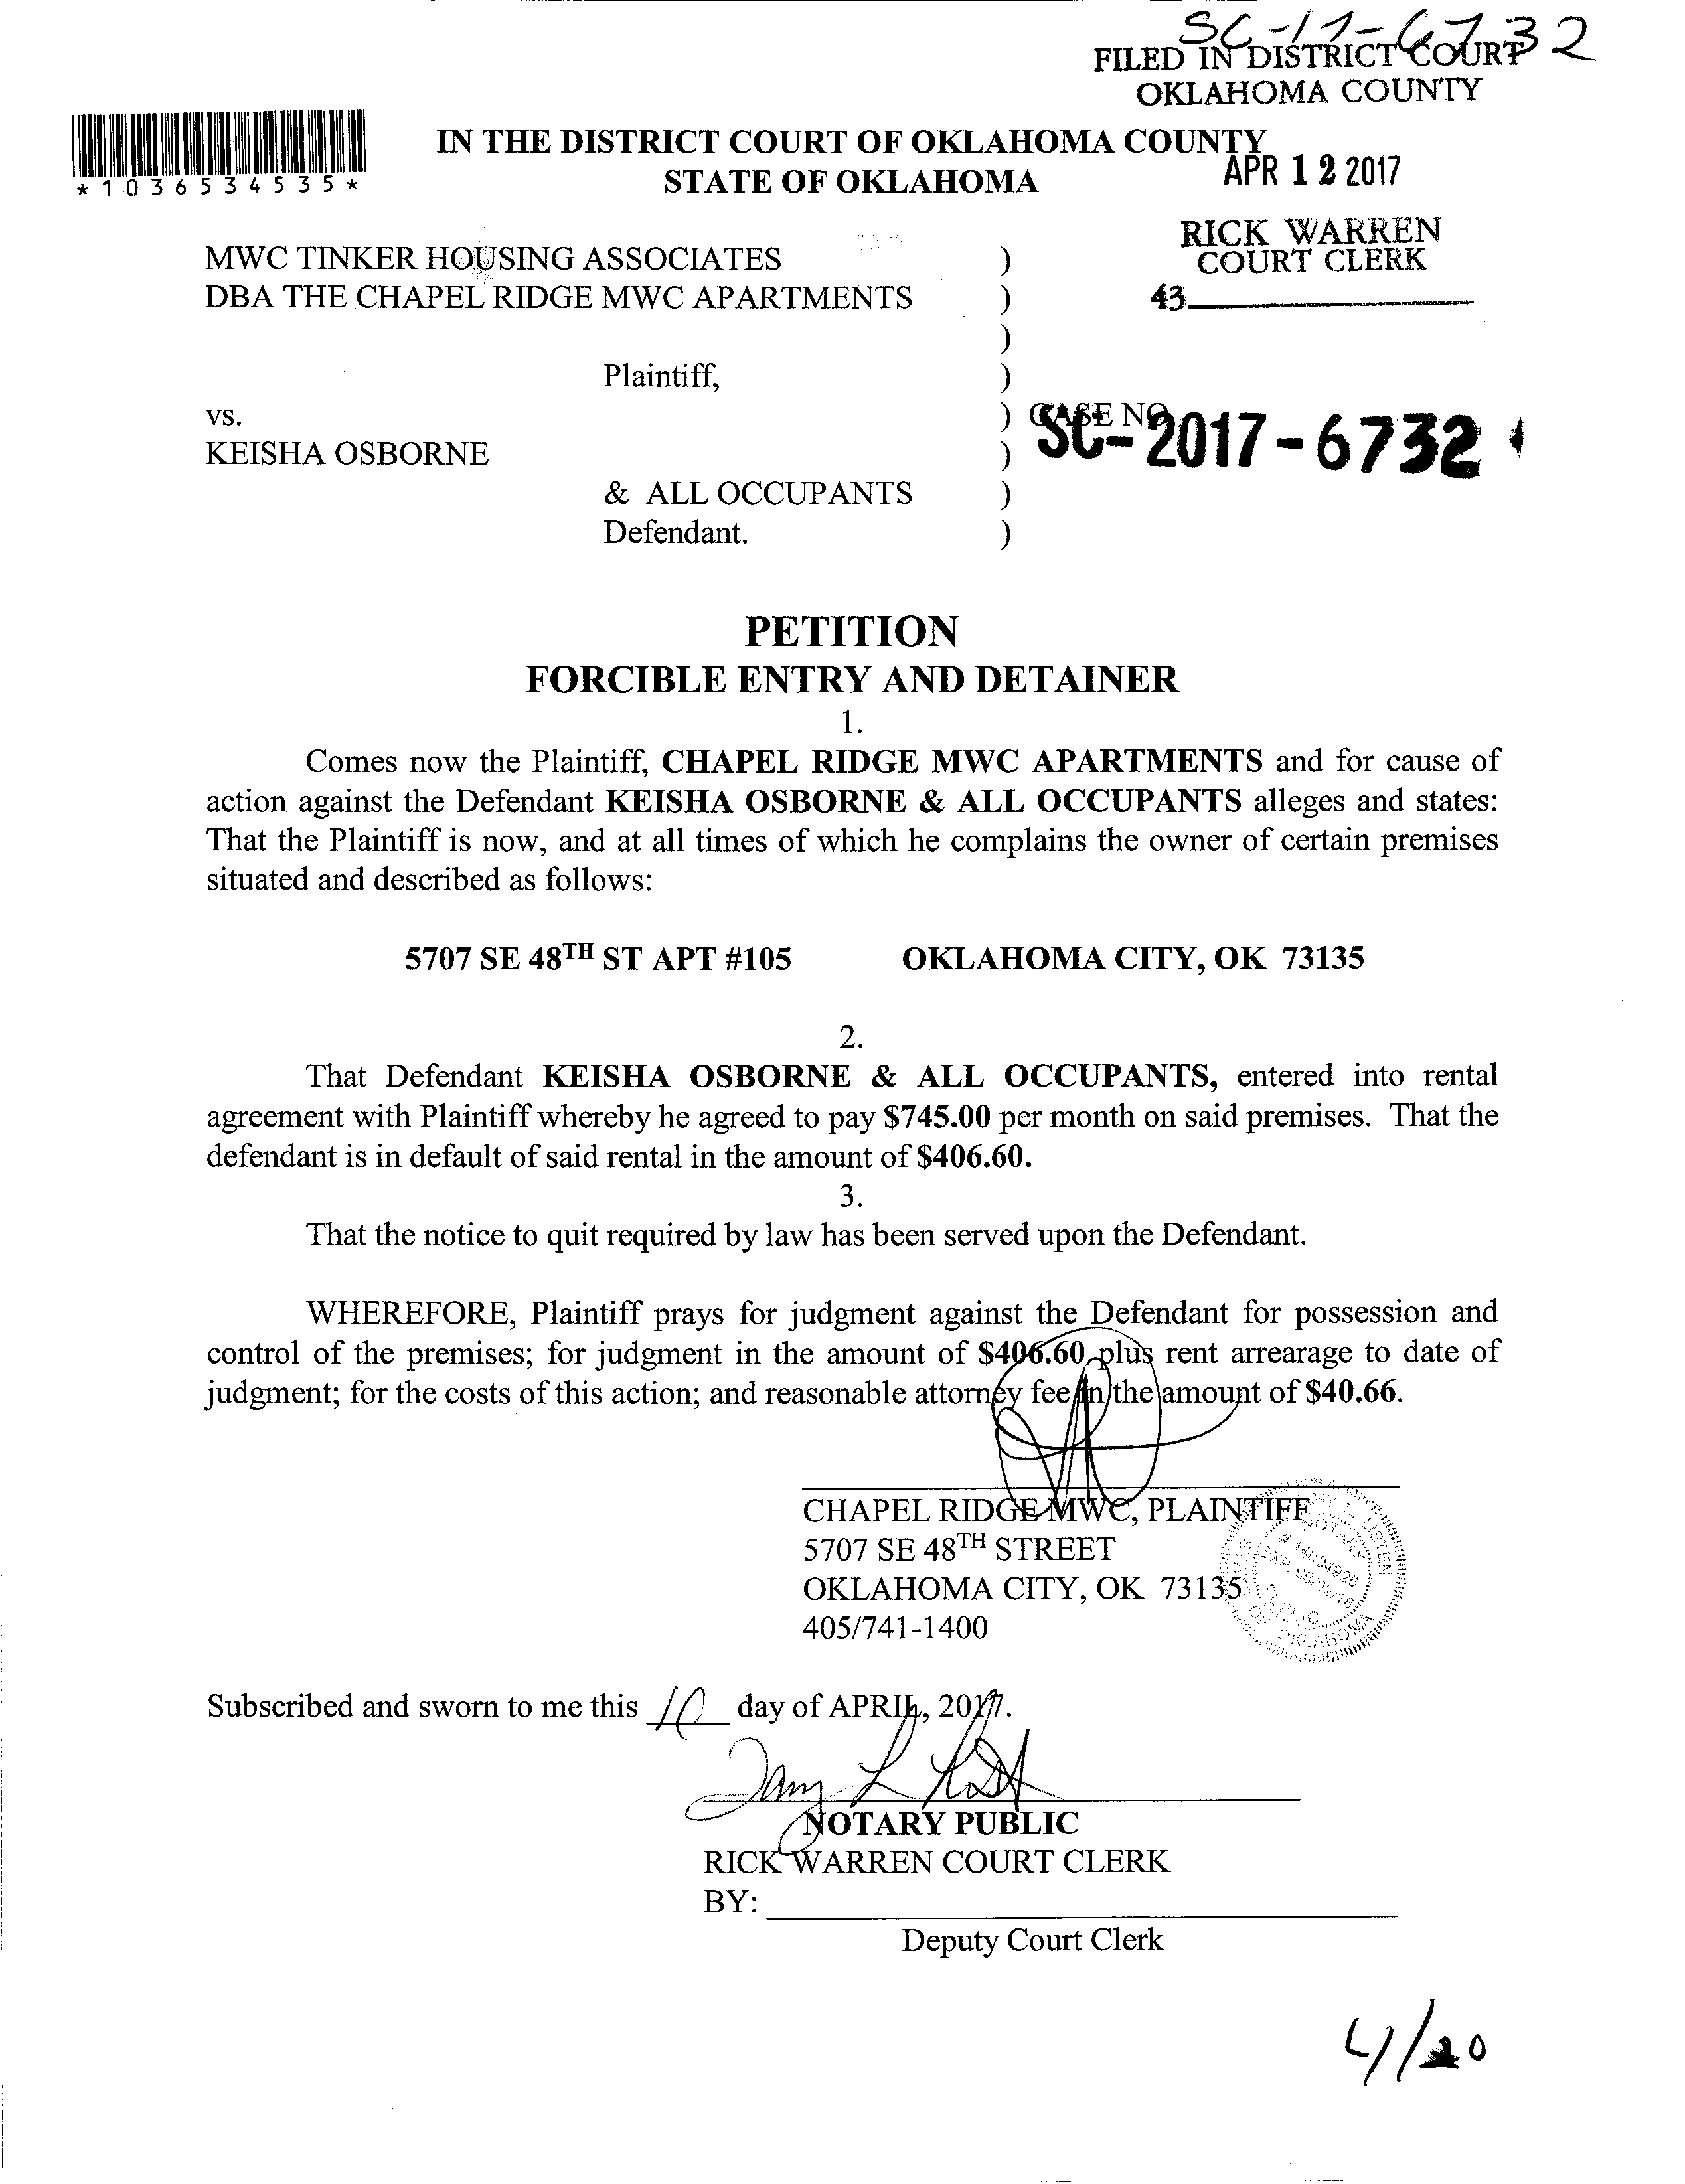 SC-17-6732
FILED IN DISTRICT COURT
OKLAHOMA COUNTY
*1036534535*
IN THE DISTRICT COURT OF OKLAHOMA COUNTY
STATE OF OKLAHOMA
APR 12 2017
RICK WARREN
COURT CLERK
43
MWC TINKER HOUSING ASSOCIATES )
DBA THE CHAPEL RIDGE MWC APARTMENTS )
)
Plaintiff, )
vs. ) CASE NO.
SC-2017-6732
KEISHA OSBORNE )
& ALL OCCUPANTS )
Defendant. )
PETITION
FORCIBLE ENTRY AND DETAINER
1.
Comes now the Plaintiff, CHAPEL RIDGE MWC APARTMENTS and for cause of
action against the Defendant KEISHA OSBORNE & ALL OCCUPANTS alleges and states:
That the Plaintiff is now, and at all times of which he complains the owner of certain premises
situated and described as follows:
5707 SE 48TH ST APT #105 OKLAHOMA CITY, OK 73135
2.
That Defendant KEISHA OSBORNE & ALL OCCUPANTS, entered into rental
agreement with Plaintiff whereby he agreed to pay $745.00 per month on said premises. That the
defendant is in default of said rental in the amount of $406.60.
3.
That the notice to quit required by law has been served upon the Defendant.
WHEREFORE, Plaintiff prays for judgment against the Defendant for possession and
control of the premises; for judgment in the amount of $406.60 plus rent arrearage to date of
judgment; for the costs of this action; and reasonable attorney fee in the amount of $40.66.
CHAPEL RIDGE MWC, PLAINTIFF
5707 SE 48TH STREET
OKLAHOMA CITY, OK 73135
405/741-1400
NOTARY
PUBLIC
OF OKLAHOMA
Subscribed and sworn to me this 10 day of APRIL, 2017.
NOTARY PUBLIC
RICK WARREN COURT CLERK
BY:
Deputy Court Clerk
4/20